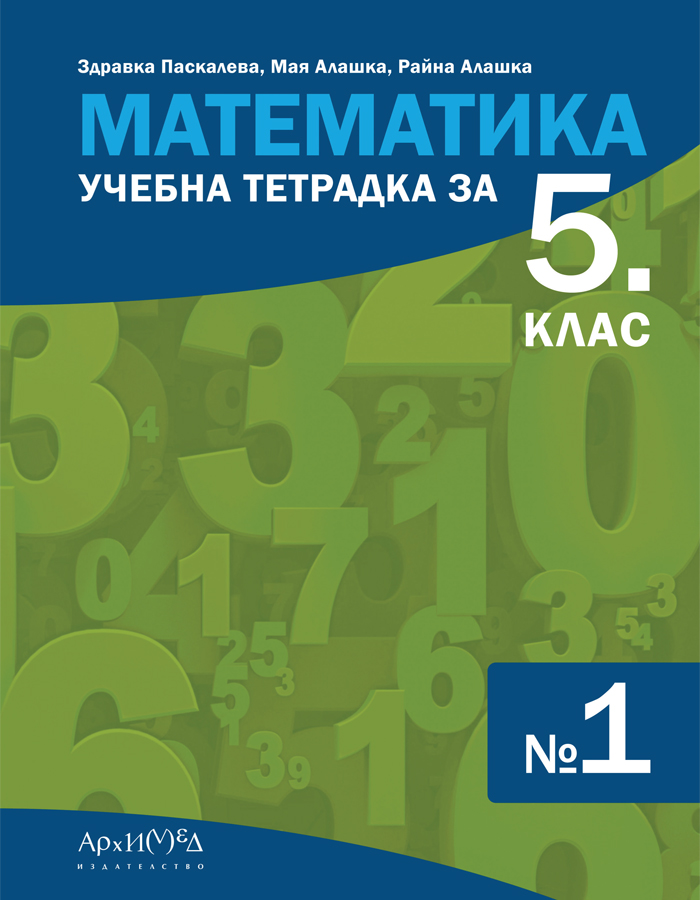 Здравка Паскалева, Мая Алашка, Райна Алашка
МАТЕМАТИКА
УЧЕБНА ТЕТРАДКА ЗА
5.
КЛАС
№1
АрхИМЕД
ИЗДАТЕЛСТВО